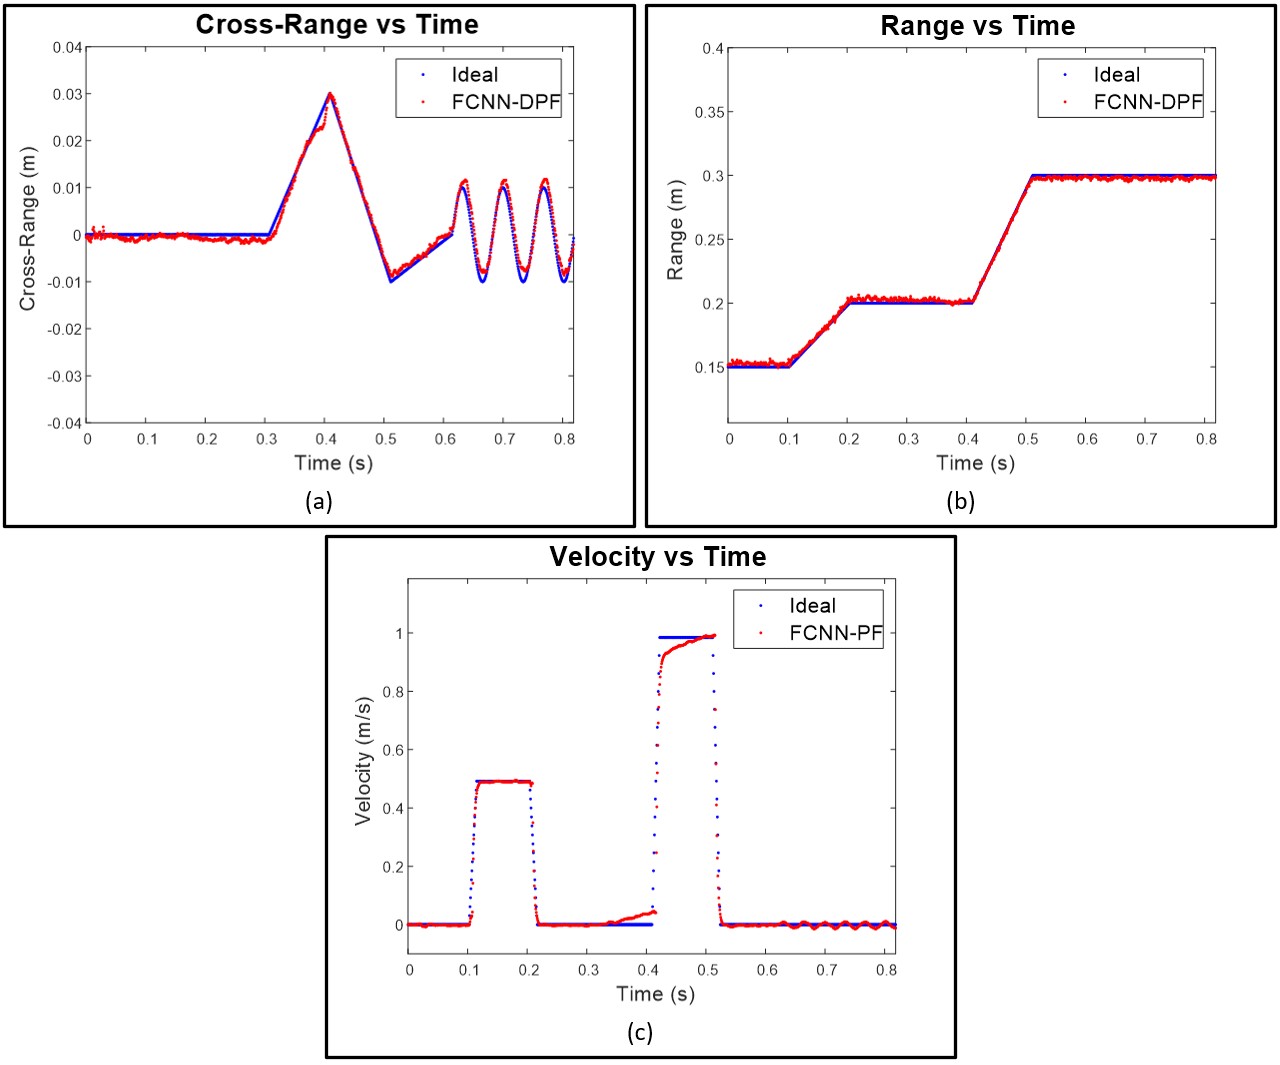 Cross-Range vs Time
0.04
0.03
0.02
0.01
0
-0.01
-0.02
-0.03
-0.04
Cross-Range (m)
Ideal
FCNN-DPF
0 0.1 0.2 0.3 0.4 0.5 0.6 0.7 0.8
Time (s)
(a)
Range vs Time
0.4
0.35
0.3
0.25
0.2
0.15
Range (m)
Ideal
FCNN-DPF
0 0.1 0.2 0.3 0.4 0.5 0.6 0.7 0.8
Time (s)
(b)
Velocity vs Time
1
0.8
0.6
0.4
0.2
0
Velocity (m/s)
Ideal
FCNN-PF
0 0.1 0.2 0.3 0.4 0.5 0.6 0.7 0.8
Time (s)
(c)